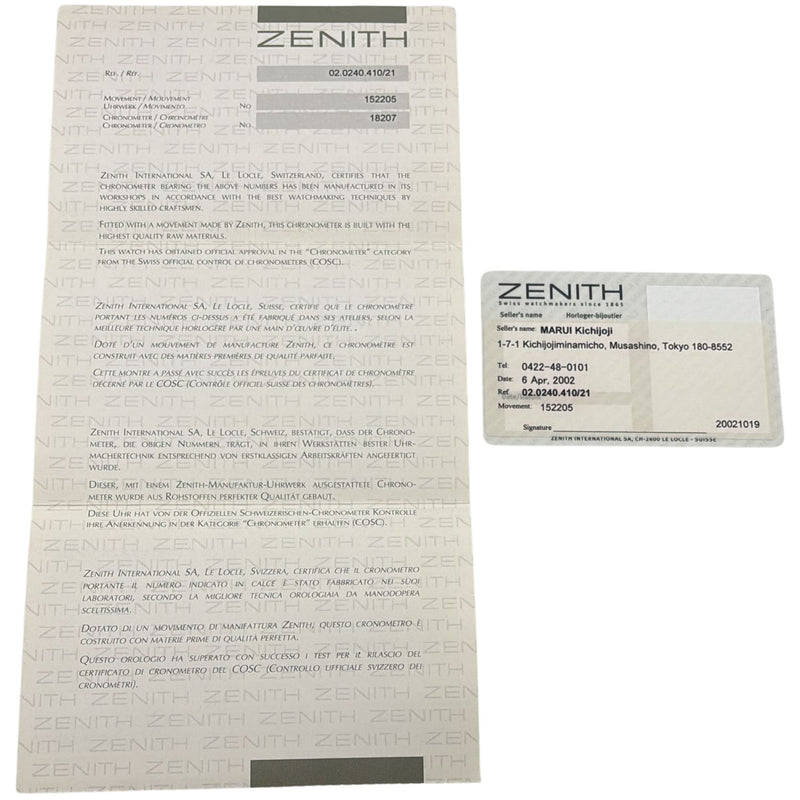 ZENITH
REF. / RÉF. 02.0240.410/21
MOVEMENT / MOUVEMENT 152205
UHRWERK / MOVIMENTO No
CHRONOMETER / CHRONOMÈTRE 18207
CHRONOMETER / CRONOMETRO No
ZENITH INTERNATIONAL SA, LE LOCLE, SWITZERLAND, CERTIFIES THAT THE
CHRONOMETER BEARING THE ABOVE NUMBERS HAS BEEN MANUFACTURED IN ITS
WORKSHOPS IN ACCORDANCE WITH THE BEST WATCHMAKING TECHNIQUES BY
HIGHLY SKILLED CRAFTSMEN.
FITTED WITH A MOVEMENT MADE BY ZENITH, THIS CHRONOMETER IS BUILT WITH THE
HIGHEST QUALITY RAW MATERIALS.
THIS WATCH HAS OBTAINED OFFICIAL APPROVAL IN THE "CHRONOMETER" CATEGORY
FROM THE SWISS OFFICIAL CONTROL OF CHRONOMETERS (COSC).
ZENITH INTERNATIONAL SA, LE LOCLE, SUISSE, CERTIFIE QUE LE CHRONOMÈTRE
PORTANT LES NUMÉROS CI-DESSUS A ÉTÉ FABRIQUÉ DANS SES ATELIERS, SELON LA
MEILLEURE TECHNIQUE HORLOGÈRE PAR UNE MAIN D'ŒUVRE D'ÉLITE.
DOTÉ D'UN MOUVEMENT DE MANUFACTURE ZENITH, CE CHRONOMÈTRE EST
CONSTRUIT AVEC DES MATIÈRES PREMIÈRES DE QUALITÉ PARFAITE.
CETTE MONTRE A PASSÉ AVEC SUCCÈS LES ÉPREUVES DU CERTIFICAT DE CHRONOMÈTRE
DÉCERNÉ PAR LE COSC (CONTRÔLE OFFICIEL SUISSE DES CHRONOMÈTRES).
ZENITH INTERNATIONAL SA, LE LOCLE, SCHWEIZ, BESTÄTIGT, DASS DER CHRONO-
METER, DIE OBIGEN NUMMERN TRÄGT, IN IHREN WERKSTÄTTEN BESTER UHR-
MACHERTECHNIK ENTSPRECHEND VON ERSTKLASSIGEN ARBEITSKRÄFTEN ANGEFERTIGT
WURDE.
DIESER, MIT EINEM ZENITH-MANUFAKTUR-UHRWERK AUSGESTATTETE, CHRONO-
METER WURDE AUS ROHSTOFFEN PERFEKTER QUALITÄT GEBAUT.
DIESE UHR HAT VON DER OFFIZIELLEN SCHWEIZERISCHEN-CHRONOMETER KONTROLLE
IHRE ANERKENNUNG IN DER KATEGORIE "CHRONOMETER" ERHALTEN (COSC).
ZENITH INTERNATIONAL SA, LE LOCLE, SVIZZERA, CERTIFICA CHE IL CRONOMETRO
PORTANTE IL NUMERO INDICATO IN CALCE È STATO FABBRICATO NEI SUOI
LABORATORI, SECONDO LA MIGLIORE TECNICA OROLOGIAIA DA MANODOPERA
SCELTISSIMA.
DOTATO DI UN MOVIMENTO DI MANIFATTURA ZENITH, QUESTO CRONOMETRO È
COSTRUITO CON MATERIE PRIME DI QUALITÀ PERFETTA.
QUESTO OROLOGIO HA SUPERATO CON SUCCESSO I TEST PER IL RILASCIO DEL
CERTIFICATO DI CRONOMETRO DEL COSC (CONTROLLO UFFICIALE SVIZZERO DEI
CRONOMETRI).
ZENITH
Swiss watchmakers since 1865
Seller's name Horloger-bijoutier
Seller's name: MARUI Kichijoji
1-7-1 Kichijojiminamicho, Musashino, Tokyo 180-8552
Tel: 0422-48-0101
Date: 6 Apr, 2002
Ref. 02.0240.410/21
Movement: 152205
Signature 20021019
ZENITH INTERNATIONAL SA, CH-2400 LE LOCLE - SUISSE